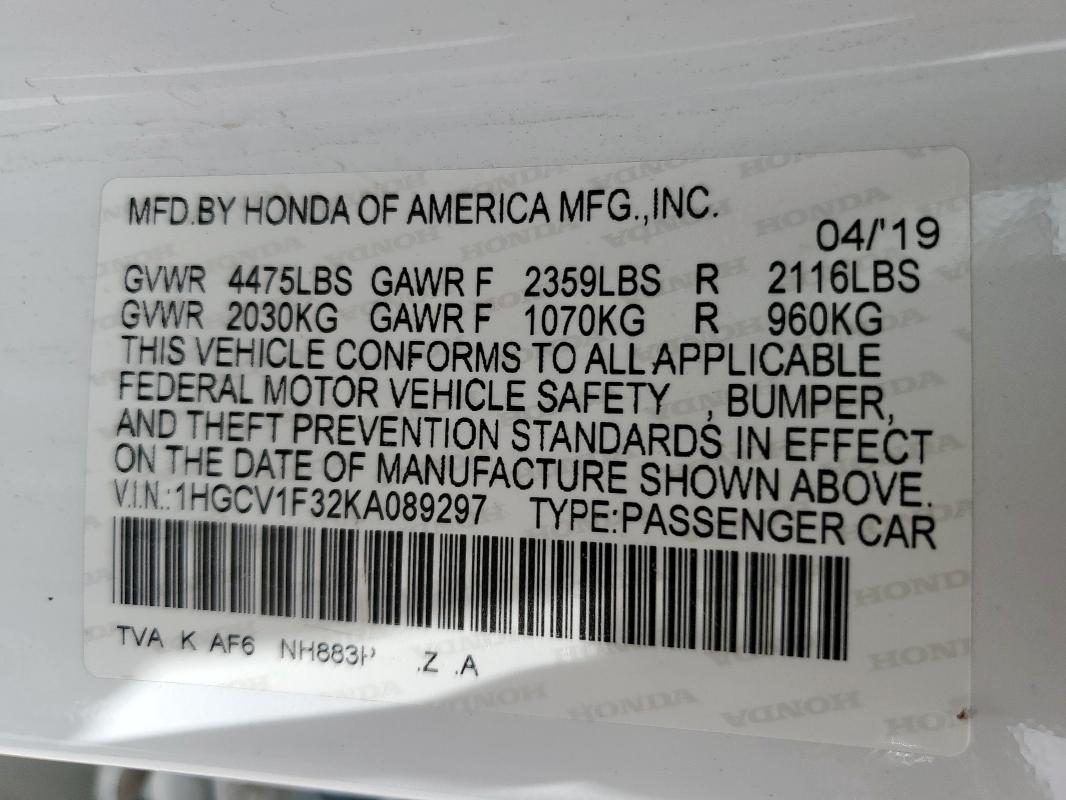 MFD.BY HONDA OF AMERICA MFG.,INC.
04/'19
GVWR 4475LBS GAWR F 2359LBS R 2116LBS
GVWR 2030KG GAWR F 1070KG R 960KG
THIS VEHICLE CONFORMS TO ALL APPLICABLE
FEDERAL MOTOR VEHICLE SAFETY , BUMPER,
AND THEFT PREVENTION STANDARDS IN EFFECT
ON THE DATE OF MANUFACTURE SHOWN ABOVE.
V.I.N.:1HGCV1F32KA089297 TYPE:PASSENGER CAR
TVA K AF6 NH883P .Z .A